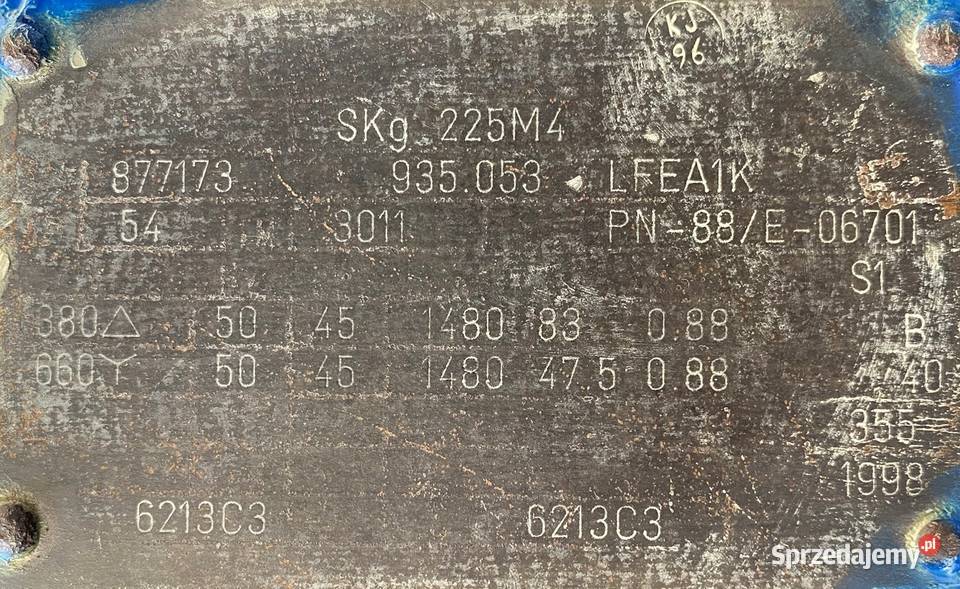 KJ
96
SKg 225M4
877173 935.053 LFEA1K
54 3011 PN-88/E-06701
S1
380△ 50 45 1480 83 0.88 B
660Y 50 45 1480 47.5 0.88 40
355
1998
6213C3 6213C3
Sprzedajemy.pl